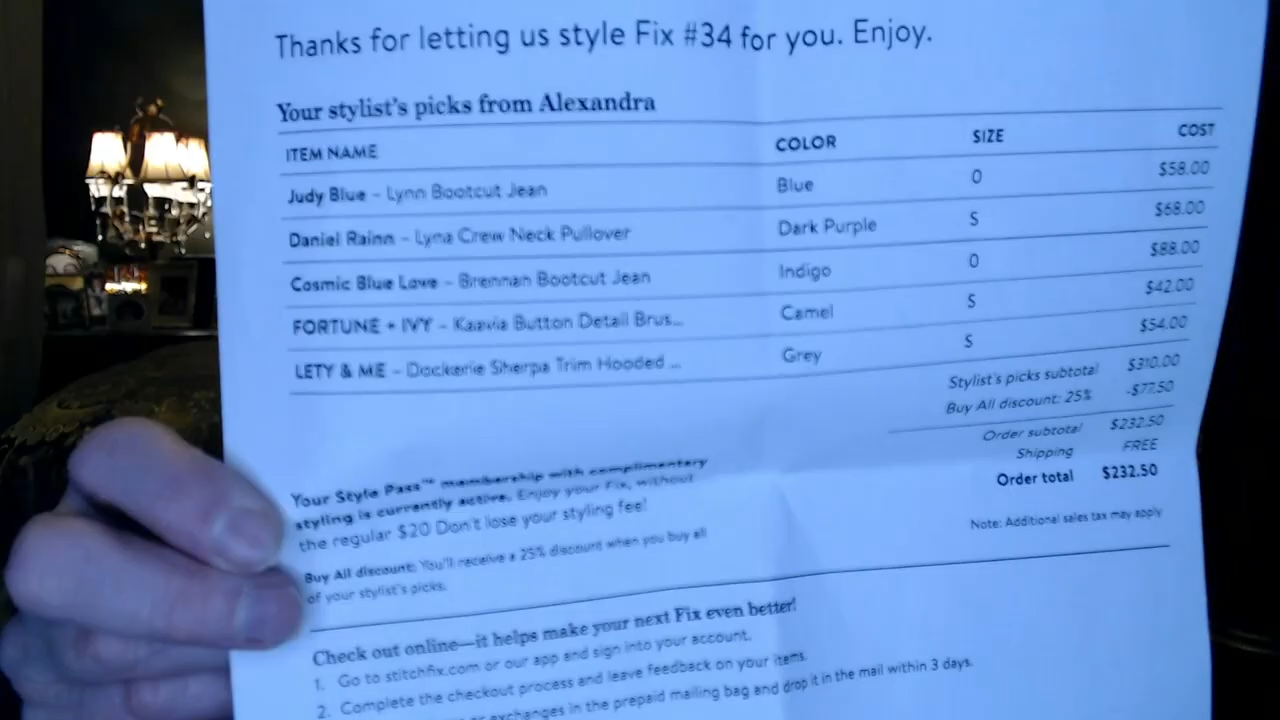 Thanks for letting us style Fix #34 for you. Enjoy.
Your stylist's picks from Alexandra
ITEM NAME COLOR SIZE COST
Judy Blue – Lynn Bootcut Jean Blue 0 $58.00
Daniel Rainn – Lyna Crew Neck Pullover Dark Purple S $68.00
Cosmic Blue Love – Brennan Bootcut Jean Indigo 0 $88.00
FORTUNE + IVY – Kaavia Button Detail Brus... Camel S $42.00
LETY & ME – Sherpa Trim Hooded ... Grey S $54.00
Stylist's picks subtotal $310.00
Buy All discount: 25% -$77.50
Order subtotal $232.50
Shipping FREE
Order total $232.50
Note: Additional sales tax may apply
Your Style Pass™ membership with complimentary
styling is currently active. Enjoy your Fix, without
the regular $20 Don't lose your styling fee!
Buy All discount: You'll receive a 25% discount when you buy all
of your stylist's picks.
Check out online—it helps make your next Fix even better!
1. Go to stitchfix.com or our app and sign into your account.
2. Complete the checkout process and leave feedback on your items.
or exchanges in the prepaid mailing bag and drop it in the mail within 3 days.